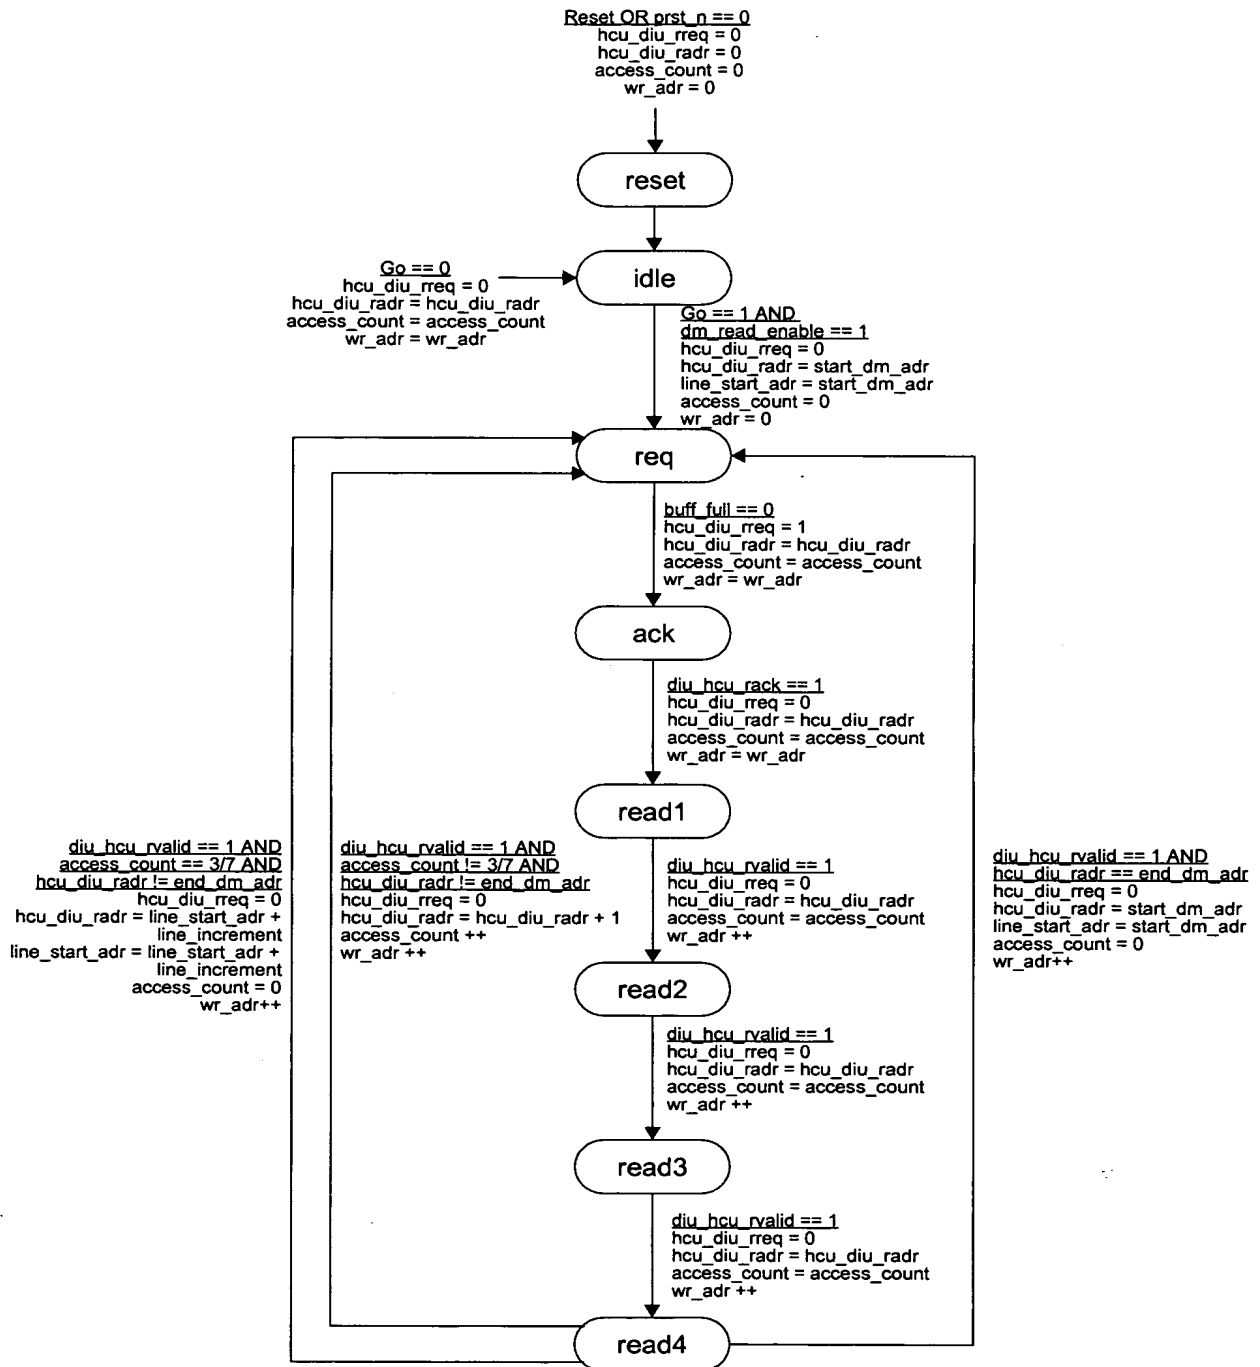 Reset OR prst_n == 0
hcu_diu_rreq = 0
hcu_diu_radr = 0
access_count = 0
wr_adr = 0
reset
idle
Go == 0
hcu_diu_rreq = 0
hcu_diu_radr = hcu_diu_radr
access_count = access_count
wr_adr = wr_adr
Go == 1 AND
dm_read_enable == 1
hcu_diu_rreq = 0
hcu_diu_radr = start_dm_adr
line_start_adr = start_dm_adr
access_count = 0
wr_adr = 0
req
buff_full == 0
hcu_diu_rreq = 1
hcu_diu_radr = hcu_diu_radr
access_count = access_count
wr_adr = wr_adr
ack
diu_hcu_rack == 1
hcu_diu_rreq = 0
hcu_diu_radr = hcu_diu_radr
access_count = access_count
wr_adr = wr_adr
read1
diu_hcu_rvalid == 1 AND
access_count == 3/7 AND
hcu_diu_radr != end_dm_adr
hcu_diu_rreq = 0
hcu_diu_radr = line_start_adr +
line_increment
line_start_adr = line_start_adr +
line_increment
access_count = 0
wr_adr++
diu_hcu_rvalid == 1 AND
access_count != 3/7 AND
hcu_diu_radr != end_dm_adr
hcu_diu_rreq = 0
hcu_diu_radr = hcu_diu_radr + 1
access_count ++
wr_adr ++
diu_hcu_rvalid == 1
hcu_diu_rreq = 0
hcu_diu_radr = hcu_diu_radr
access_count = access_count
wr_adr ++
diu_hcu_rvalid == 1 AND
hcu_diu_radr == end_dm_adr
hcu_diu_rreq = 0
hcu_diu_radr = start_dm_adr
line_start_adr = start_dm_adr
access_count = 0
wr_adr++
read2
diu_hcu_rvalid == 1
hcu_diu_rreq = 0
hcu_diu_radr = hcu_diu_radr
access_count = access_count
wr_adr ++
read3
diu_hcu_rvalid == 1
hcu_diu_rreq = 0
hcu_diu_radr = hcu_diu_radr
access_count = access_count
wr_adr ++
read4